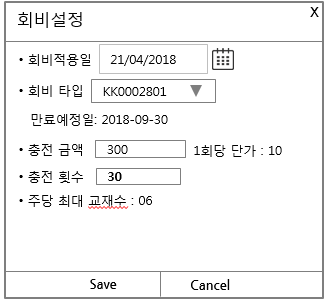 회비설정 X
• 회비적용일 21/04/2018
• 회비 타입 KK0002801
만료예정일: 2018-09-30
• 충전 금액 300 1회당 단가 : 10
• 충전 횟수 30
• 주당 최대 교재수 : 06
Save Cancel